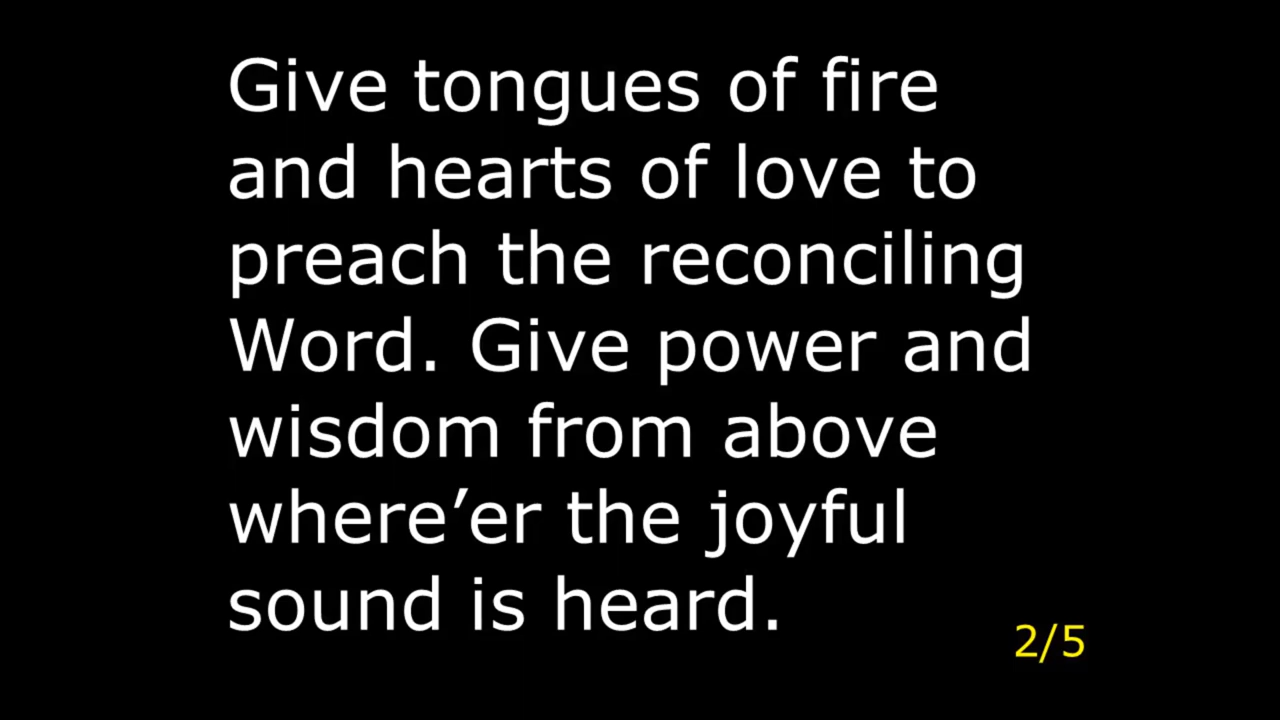 Give tongues of fire
and hearts of love to
preach the reconciling
Word. Give power and
wisdom from above
where’er the joyful
sound is heard.
2/5